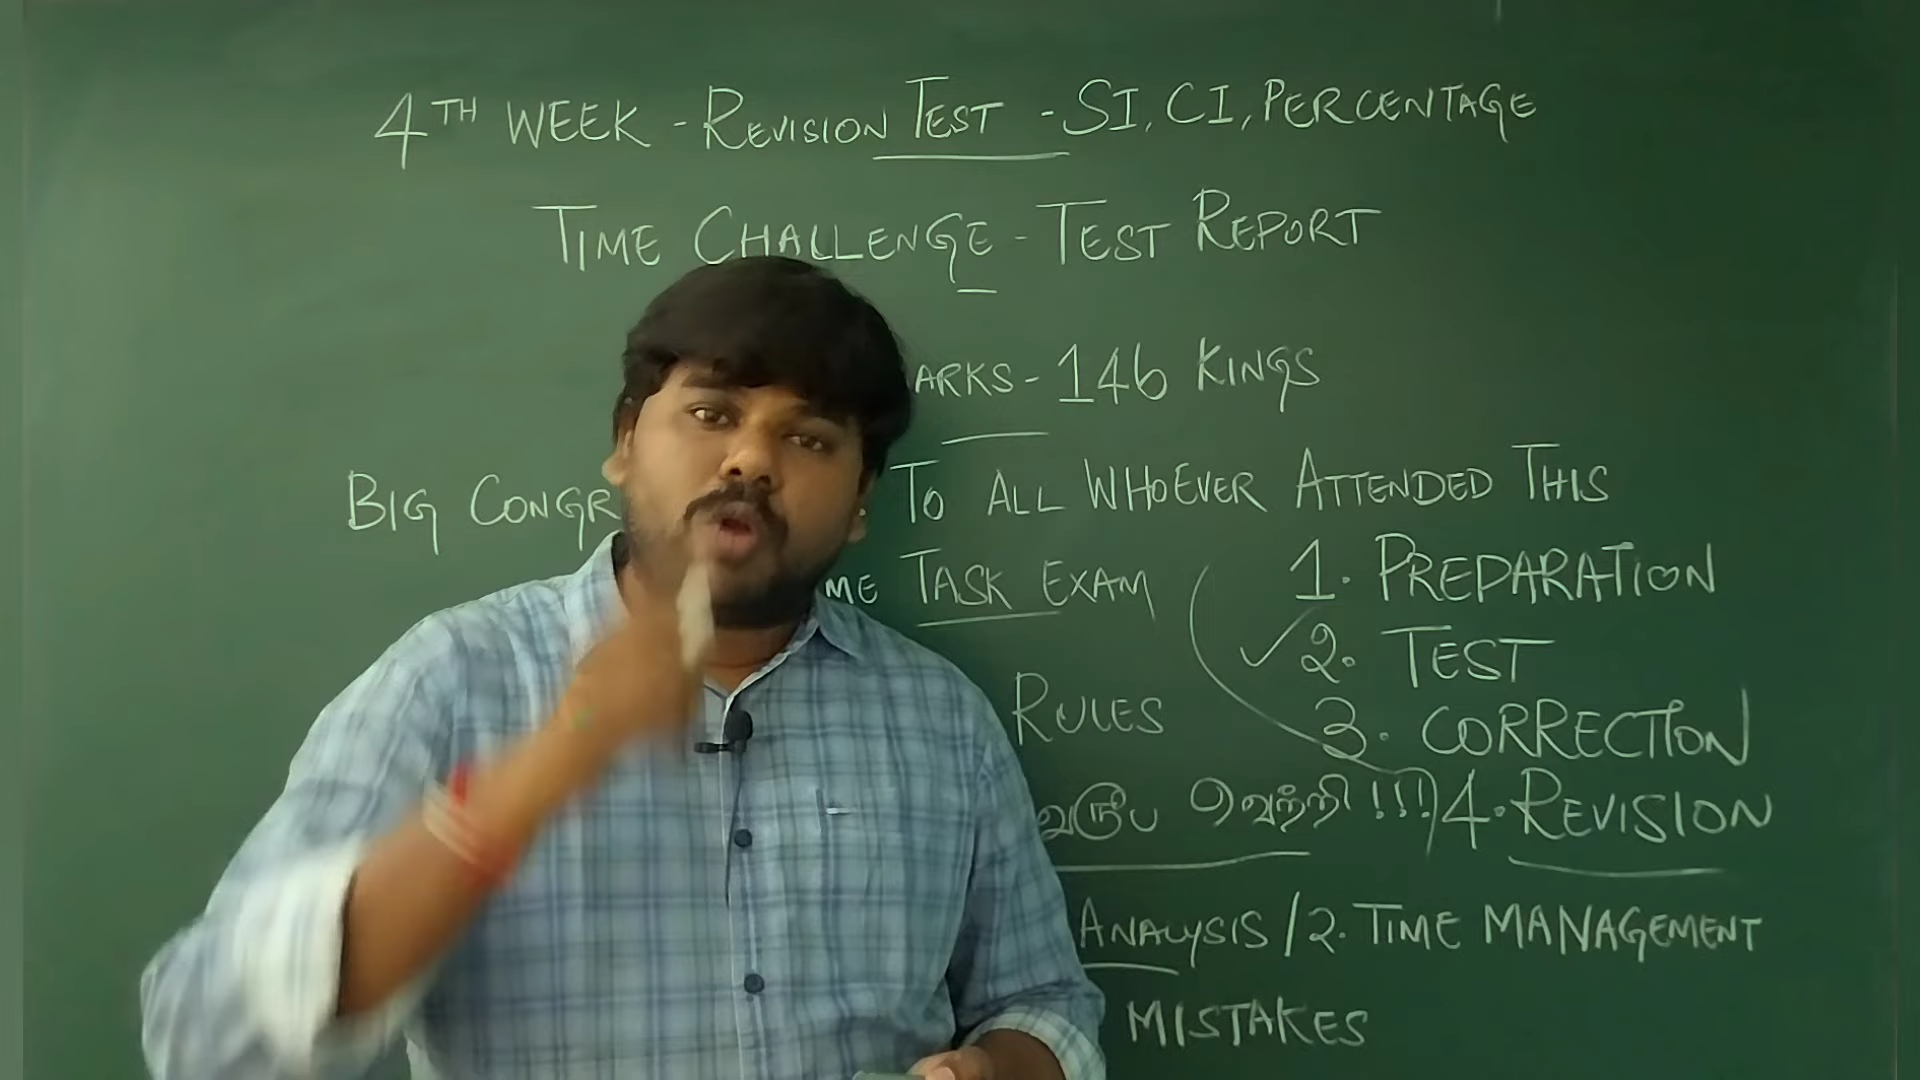 4TH WEEK - REVISION TEST - SI, CI, PERCENTAGE
TIME CHALLENGE - TEST REPORT
ARKS - 146 KINGS
BIG CONGR TO ALL WHOEVER ATTENDED THIS
ME TASK EXAM
1. PREPARATION
2. TEST
RULES
3. CORRECTION
வெற்றி !!!
4. REVISION
ANALYSIS / 2. TIME MANAGEMENT
MISTAKES